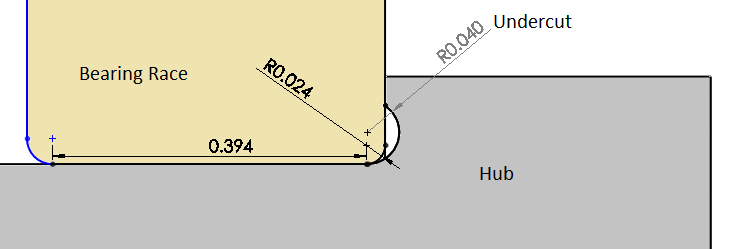 Undercut
R0.040
Bearing Race
R0.024
0.394
Hub